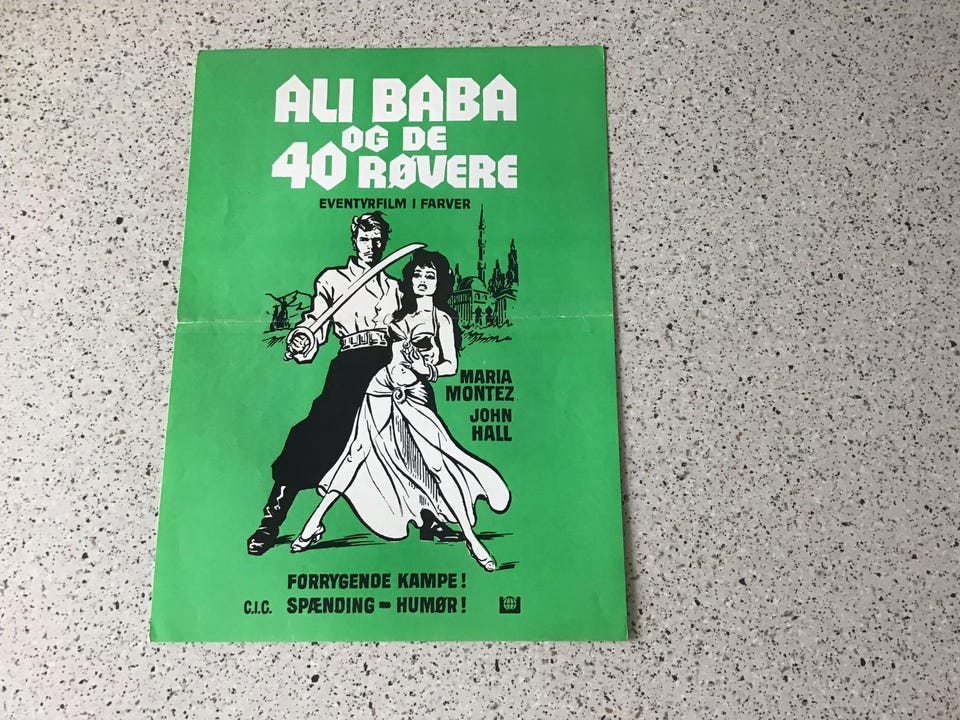 ALI BABA
OG DE
40 RØVERE
EVENTYRFILM I FARVER
MARIA
MONTEZ
JOHN
HALL
FORRYGENDE KAMPE!
C.I.C. SPÆNDING - HUMØR!